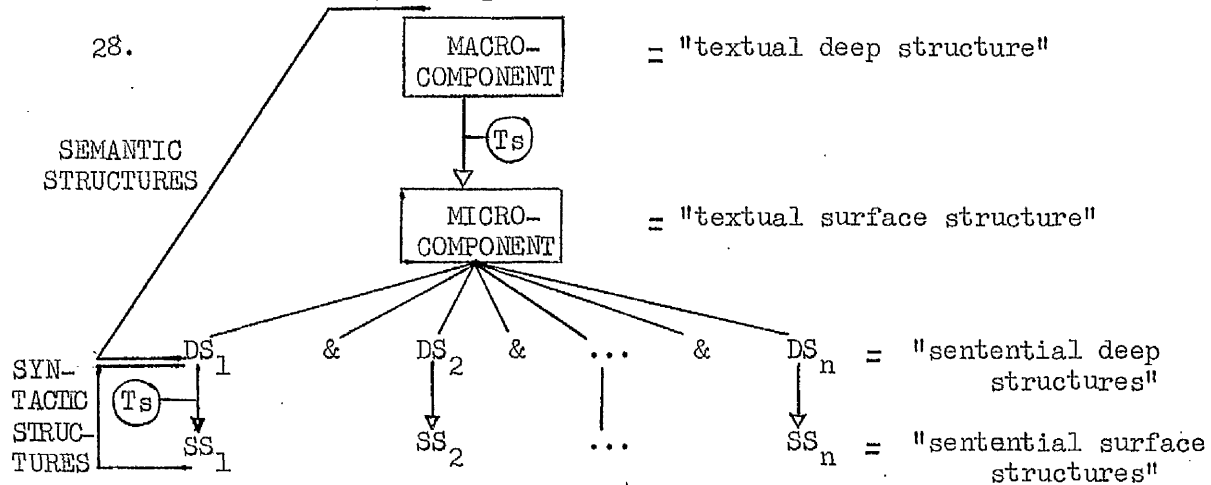 28.
MACRO-
COMPONENT
= "textual deep structure"
Ts
SEMANTIC
STRUCTURES
MICRO-
COMPONENT
= "textual surface structure"
DS1 & DS2 & ... & DSn = "sentential deep
structures"
SYN-
TACTIC
STRUC-
TURES
Ts
SS1 SS2 ... SSn = "sentential surface
structures"